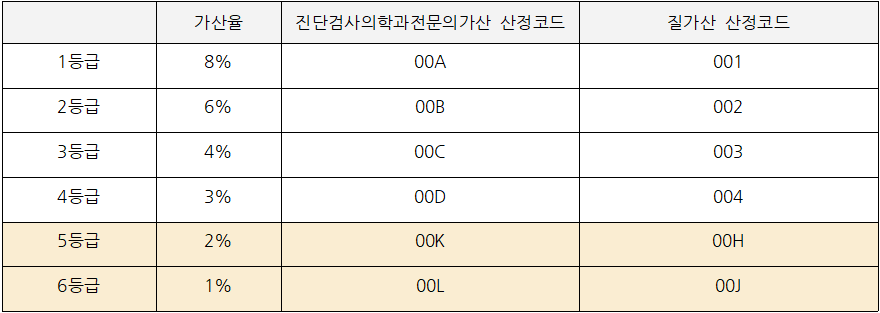 가산율 진단검사의학과전문의가산 산정코드 질가산 산정코드
1등급 8% 00A 001
2등급 6% 00B 002
3등급 4% 00C 003
4등급 3% 00D 004
5등급 2% 00K 00H
6등급 1% 00L 00J